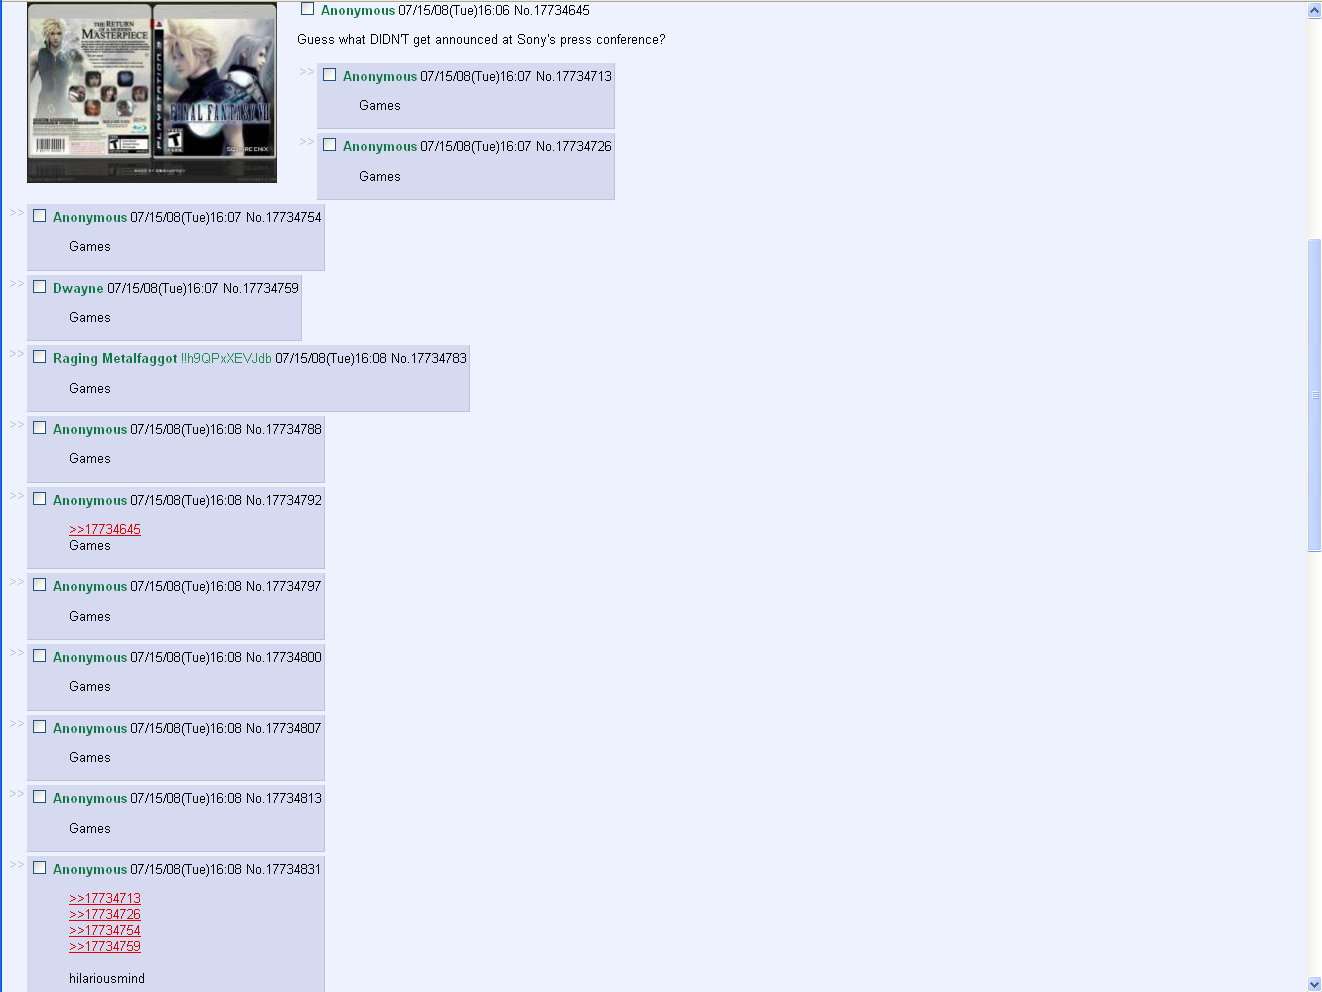 THE RETURN
OF A MODERN
MASTERPIECE
PLAYSTATION 3
FINAL FANTASY VII
SQUARE ENIX
Anonymous 07/15/08(Tue)16:06 No.17734645
Guess what DIDN'T get announced at Sony's press conference?
>> Anonymous 07/15/08(Tue)16:07 No.17734713
Games
>> Anonymous 07/15/08(Tue)16:07 No.17734726
Games
>> Anonymous 07/15/08(Tue)16:07 No.17734754
Games
>> Dwayne 07/15/08(Tue)16:07 No.17734759
Games
>> Raging Metalfaggot !!h9QPxXEVJdb 07/15/08(Tue)16:08 No.17734783
Games
>> Anonymous 07/15/08(Tue)16:08 No.17734788
Games
>> Anonymous 07/15/08(Tue)16:08 No.17734792
>>17734645
Games
>> Anonymous 07/15/08(Tue)16:08 No.17734797
Games
>> Anonymous 07/15/08(Tue)16:08 No.17734800
Games
>> Anonymous 07/15/08(Tue)16:08 No.17734807
Games
>> Anonymous 07/15/08(Tue)16:08 No.17734813
Games
>> Anonymous 07/15/08(Tue)16:08 No.17734831
>>17734713
>>17734726
>>17734754
>>17734759
hilariousmind